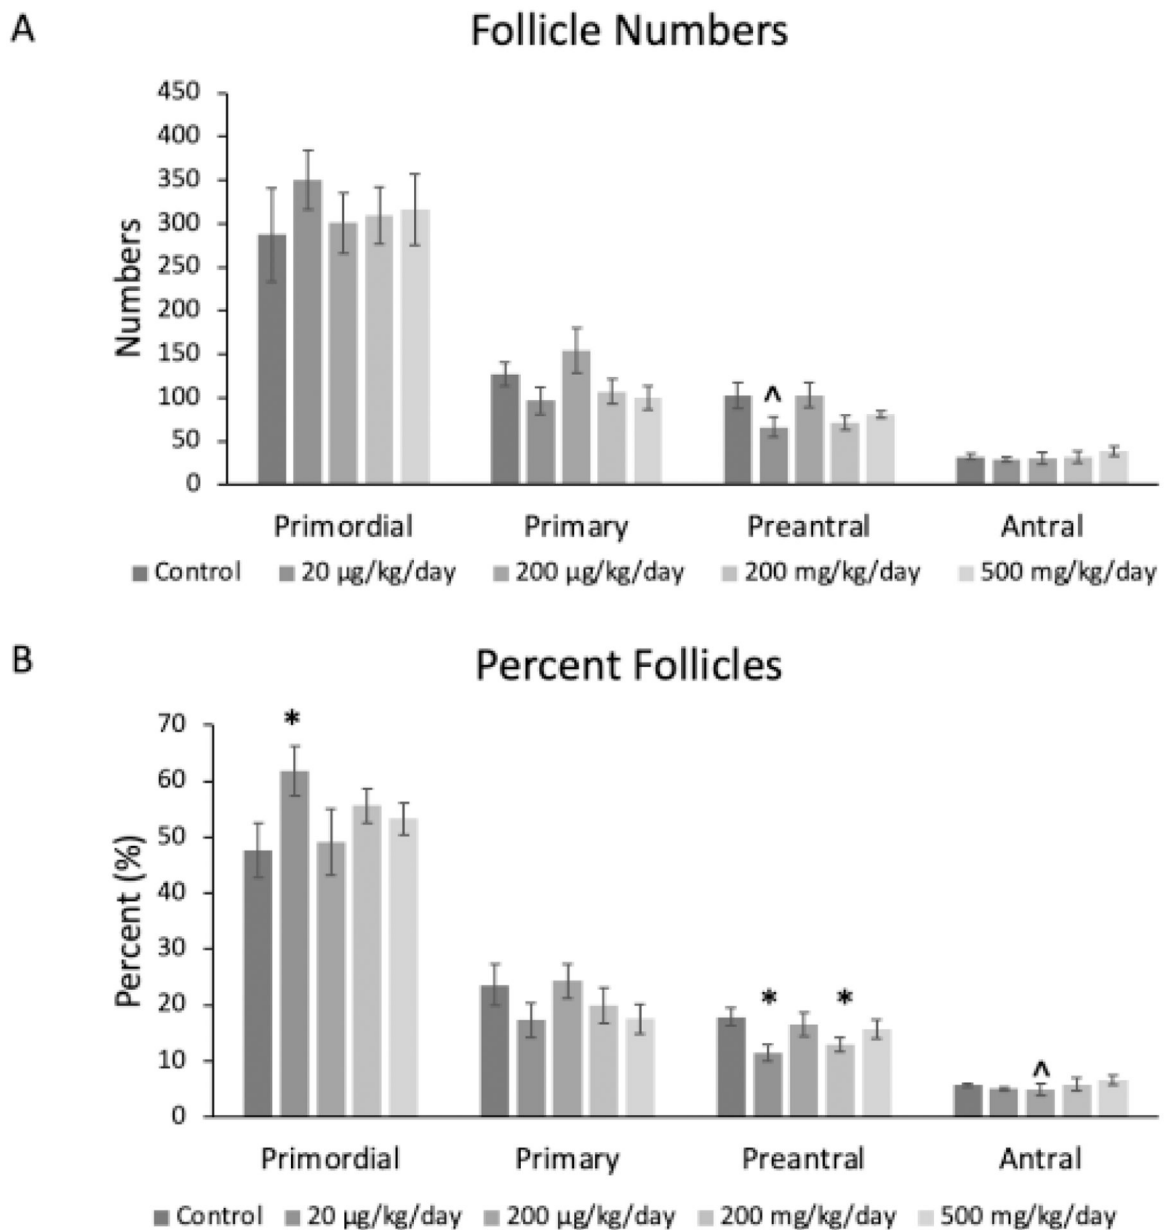 A
Follicle Numbers
450
400
350
300
250
200
150
100
50
0
Numbers
^
Primordial Primary Preantral Antral
Control 20 µg/kg/day 200 µg/kg/day 200 mg/kg/day 500 mg/kg/day
B
Percent Follicles
70
60
50
40
30
20
10
0
Percent (%)
*
* *
^
Primordial Primary Preantral Antral
Control 20 µg/kg/day 200 µg/kg/day 200 mg/kg/day 500 mg/kg/day